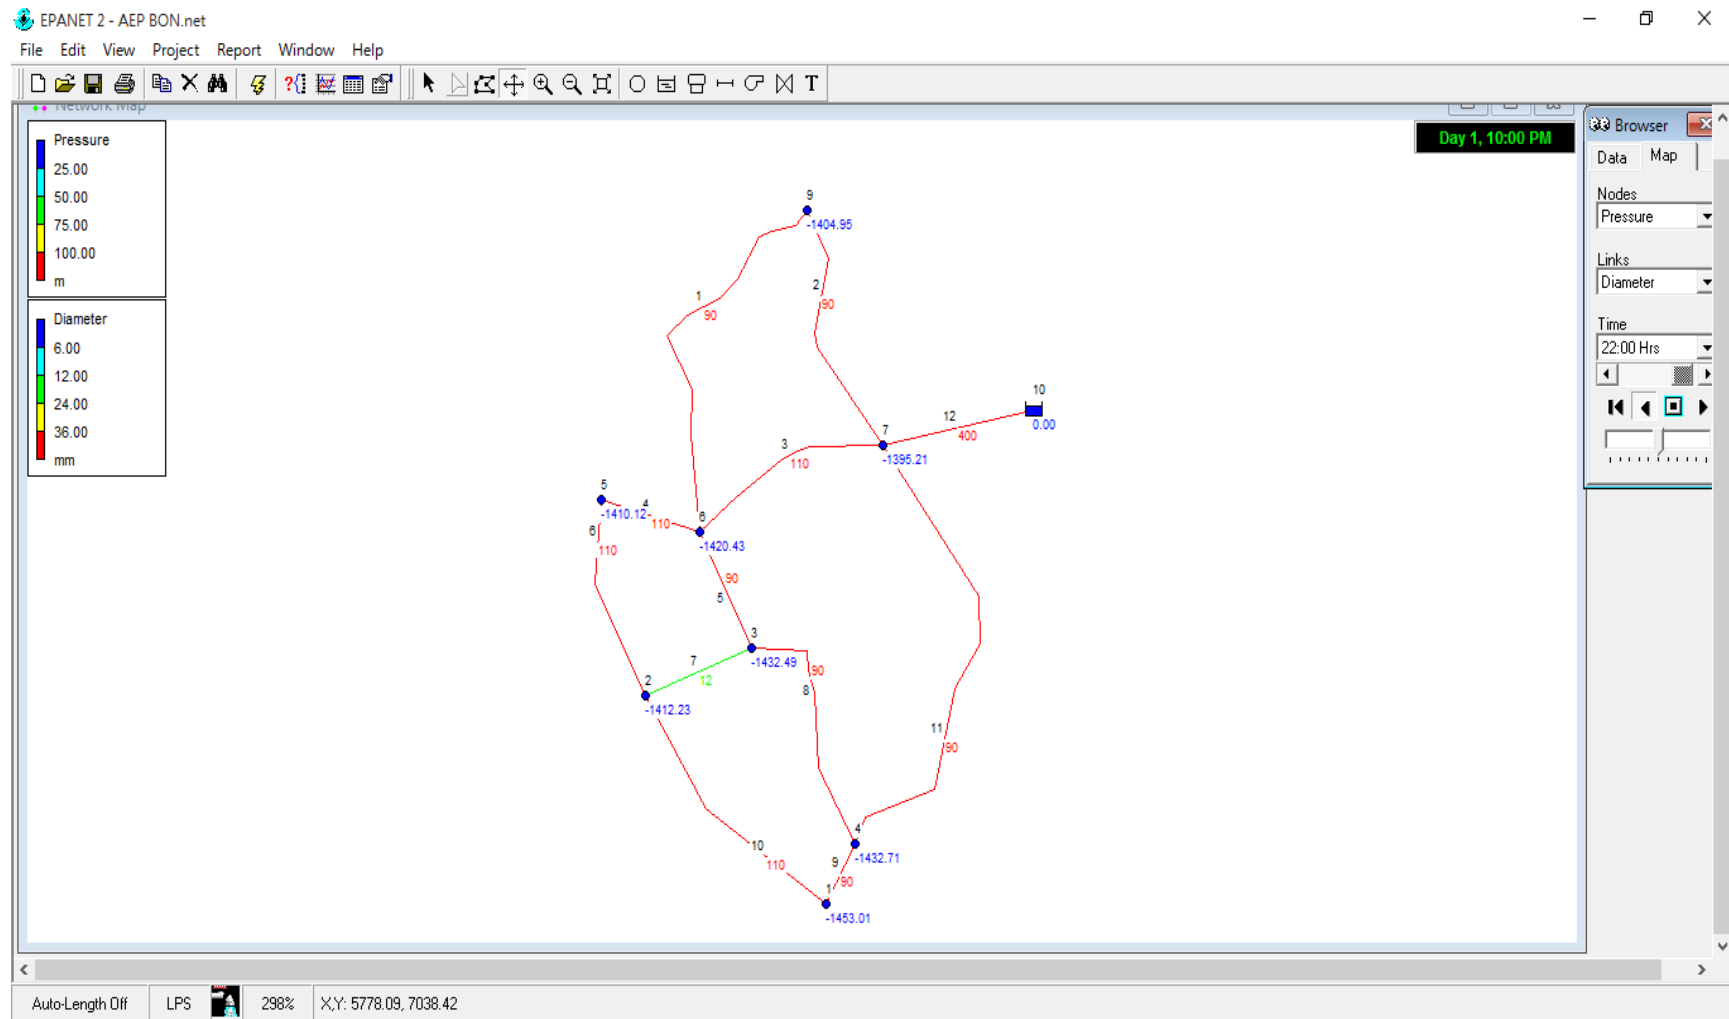 EPANET 2 - AEP BON.net
File Edit View Project Report Window Help
T
Network Map
Pressure
25.00
50.00
75.00
100.00
m
Diameter
6.00
12.00
24.00
36.00
mm
Day 1, 10:00 PM
Browser
Data Map
Nodes
Pressure
Links
Diameter
Time
22:00 Hrs
9
-1404.95
2
90
1
90
10
0.00
12
400
7
-1395.21
3
110
5
-1410.12
4
110
6
-1420.43
6
110
90
5
3
-1432.49
7
12
2
-1412.23
90
8
11
90
4
-1432.71
10
110
9
90
1
-1453.01
Auto-Length Off LPS 298% X,Y: 5778.09, 7038.42